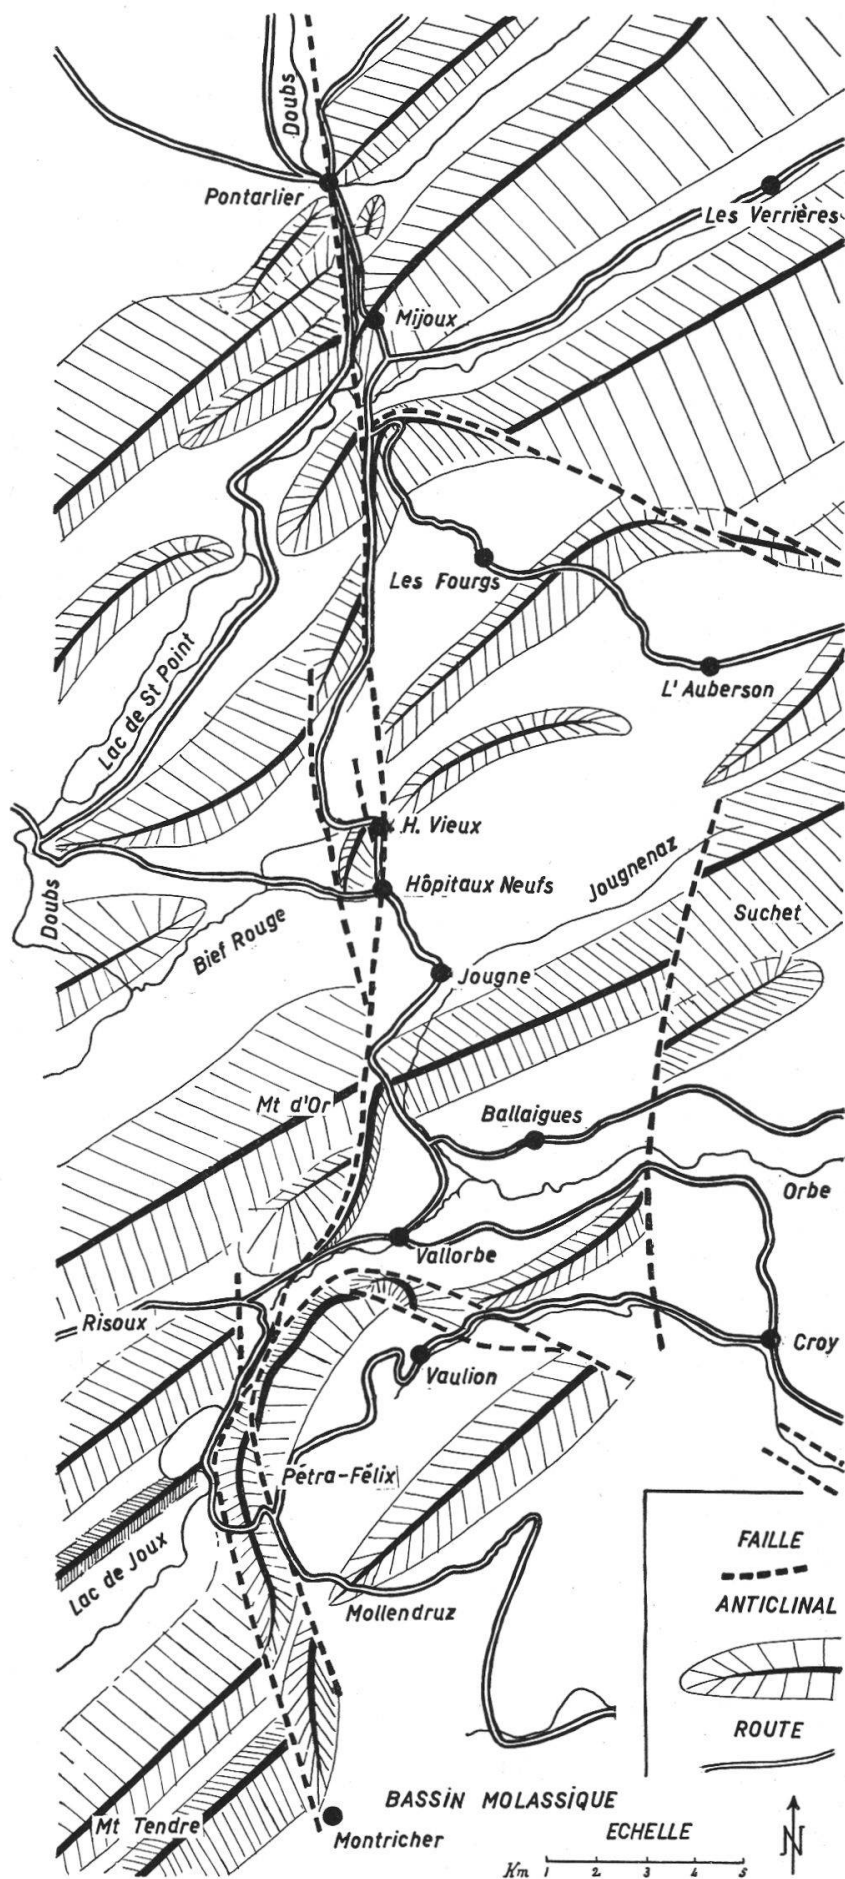 Doubs
Pontarlier
Les Verrières
Mijoux
Les Fourgs
L'Auberson
Lac de St Point
H. Vieux
Hôpitaux Neufs
Jougnenaz
Doubs
Bief Rouge
Suchet
Jougne
Mt d'Or
Ballaigues
Orbe
Vallorbe
Risoux
Croy
Vaulion
Pétra-Félix
Lac de Joux
Mollendruz
FAILLE
ANTICLINAL
ROUTE
BASSIN MOLASSIQUE
Mt Tendre
Montricher
ECHELLE
N
Km 1 2 3 4 5